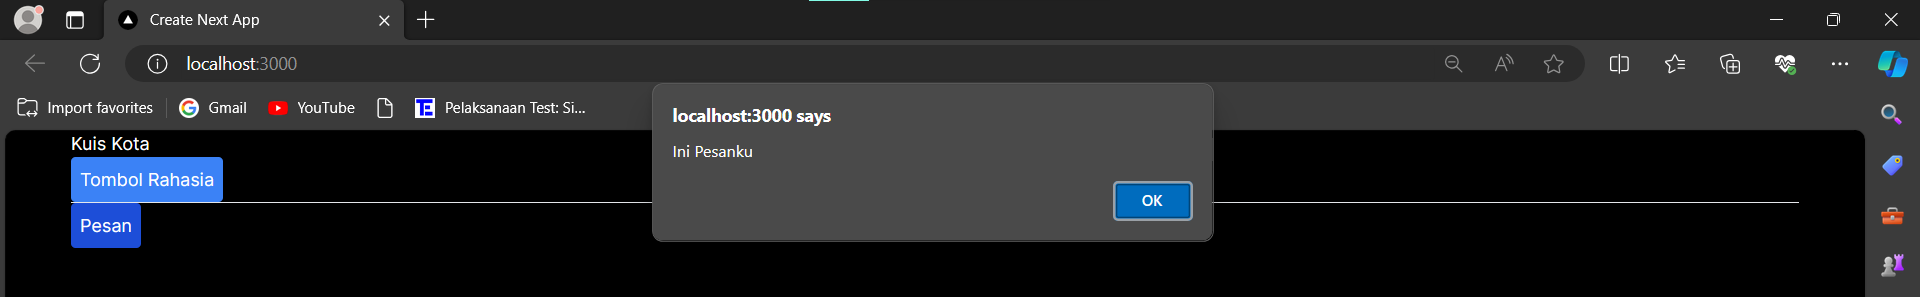 Create Next App
localhost:3000
Import favorites
Gmail
YouTube
Pelaksanaan Test: Si...
localhost:3000 says
Ini Pesanku
OK
Kuis Kota
Tombol Rahasia
Pesan